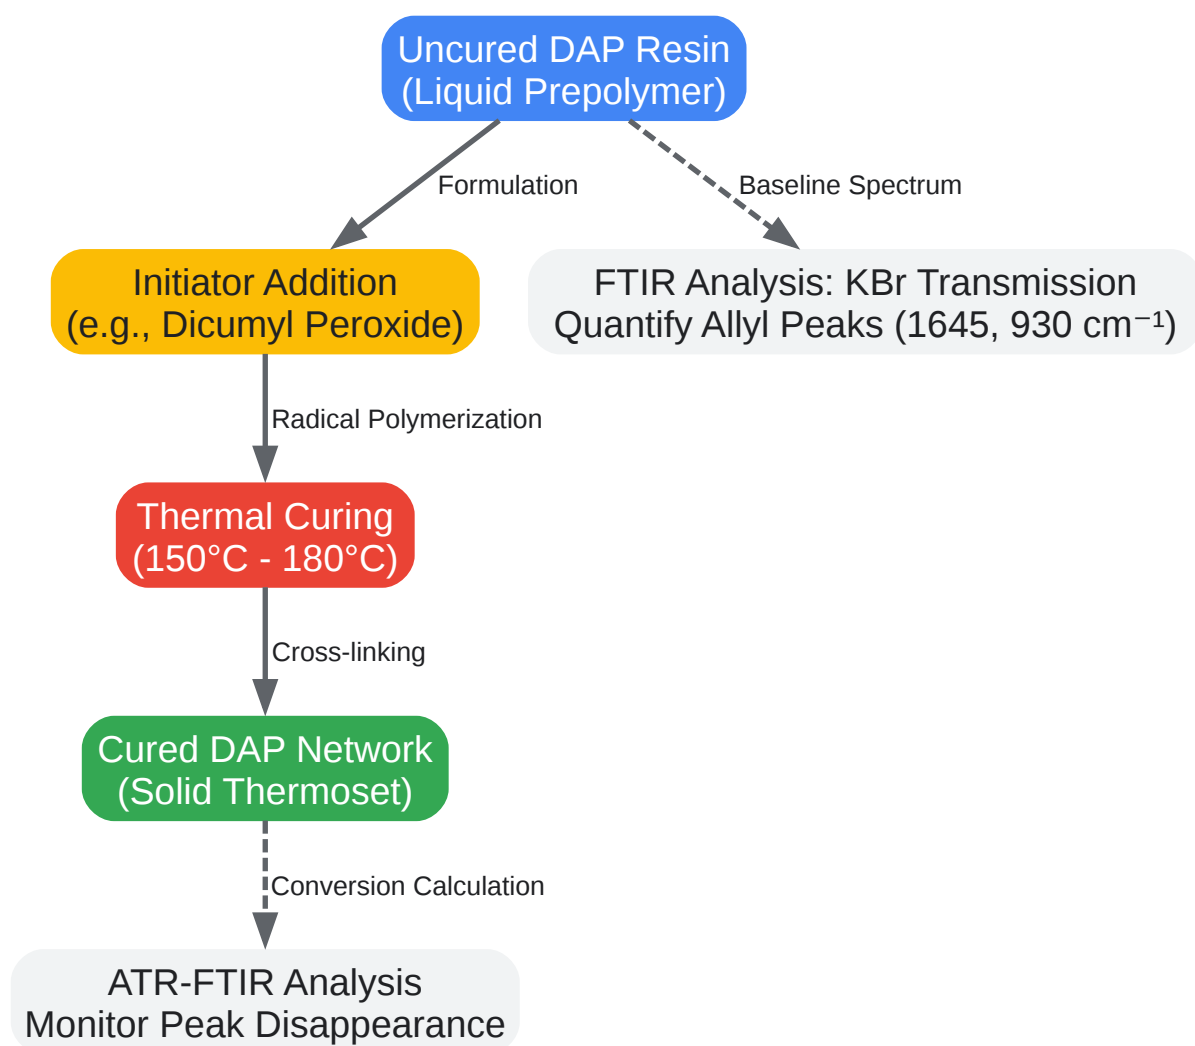 Uncured DAP Resin
(Liquid Prepolymer)
Formulation
Baseline Spectrum
Initiator Addition
(e.g., Dicumyl Peroxide)
FTIR Analysis: KBr Transmission
Quantify Allyl Peaks (1645, 930 cm⁻¹)
Radical Polymerization
Thermal Curing
(150°C - 180°C)
Cross-linking
Cured DAP Network
(Solid Thermoset)
Conversion Calculation
ATR-FTIR Analysis
Monitor Peak Disappearance